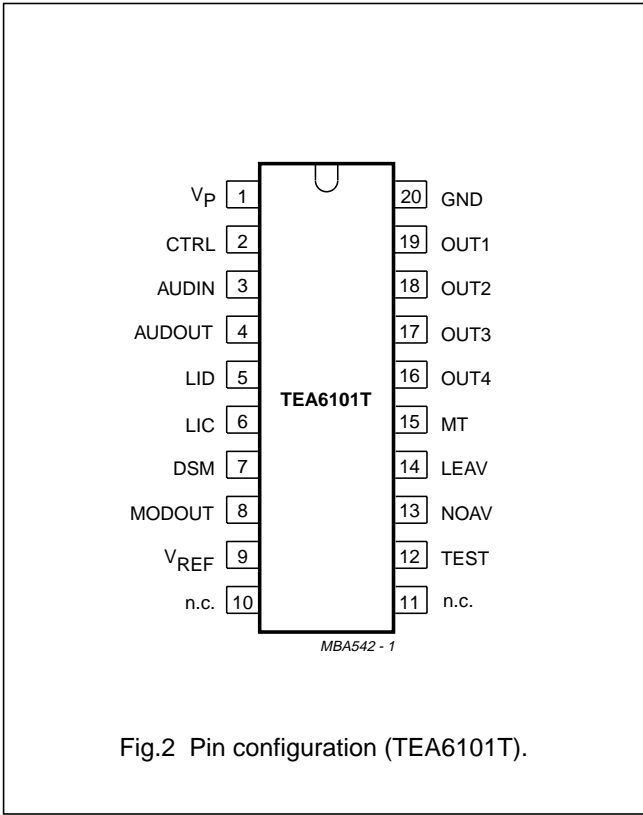 VP 1 20 GND
CTRL 2 19 OUT1
AUDIN 3 18 OUT2
AUDOUT 4 17 OUT3
LID 5 16 OUT4
TEA6101T
LIC 6 15 MT
DSM 7 14 LEAV
MODOUT 8 13 NOAV
VREF 9 12 TEST
n.c. 10 11 n.c.
MBA542 - 1
Fig.2 Pin configuration (TEA6101T).